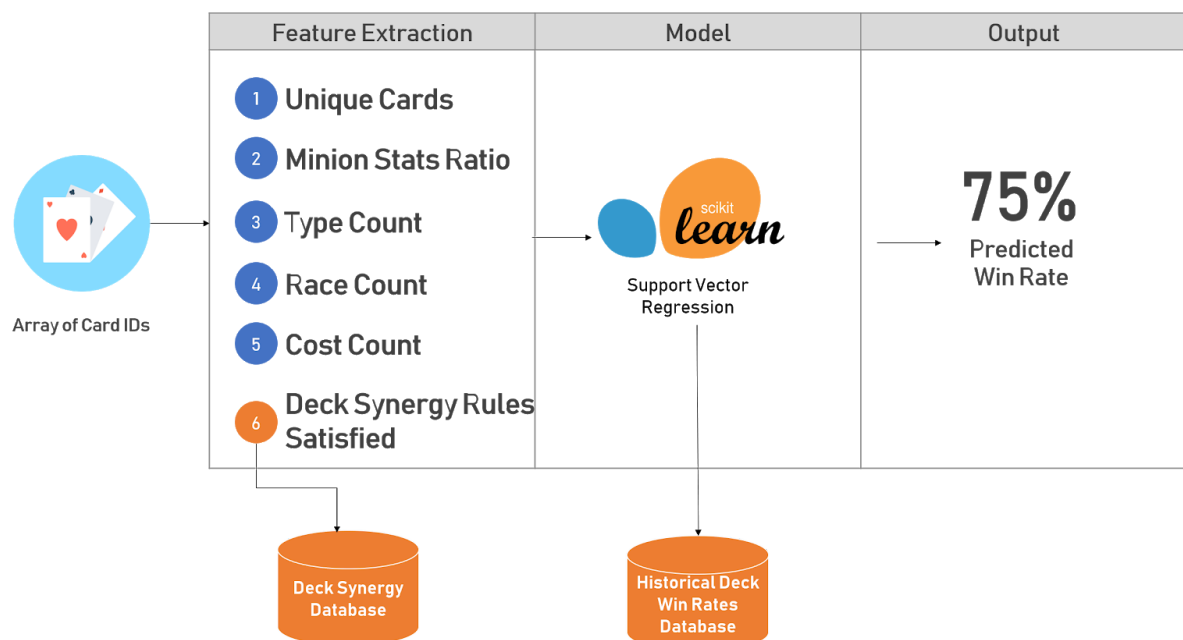 Feature Extraction
Model
Output
1 Unique Cards
2 Minion Stats Ratio
3 Type Count
4 Race Count
5 Cost Count
6 Deck Synergy Rules
Satisfied
Array of Card IDs
scikit
learn
Support Vector
Regression
75%
Predicted
Win Rate
Deck Synergy
Database
Historical Deck
Win Rates
Database